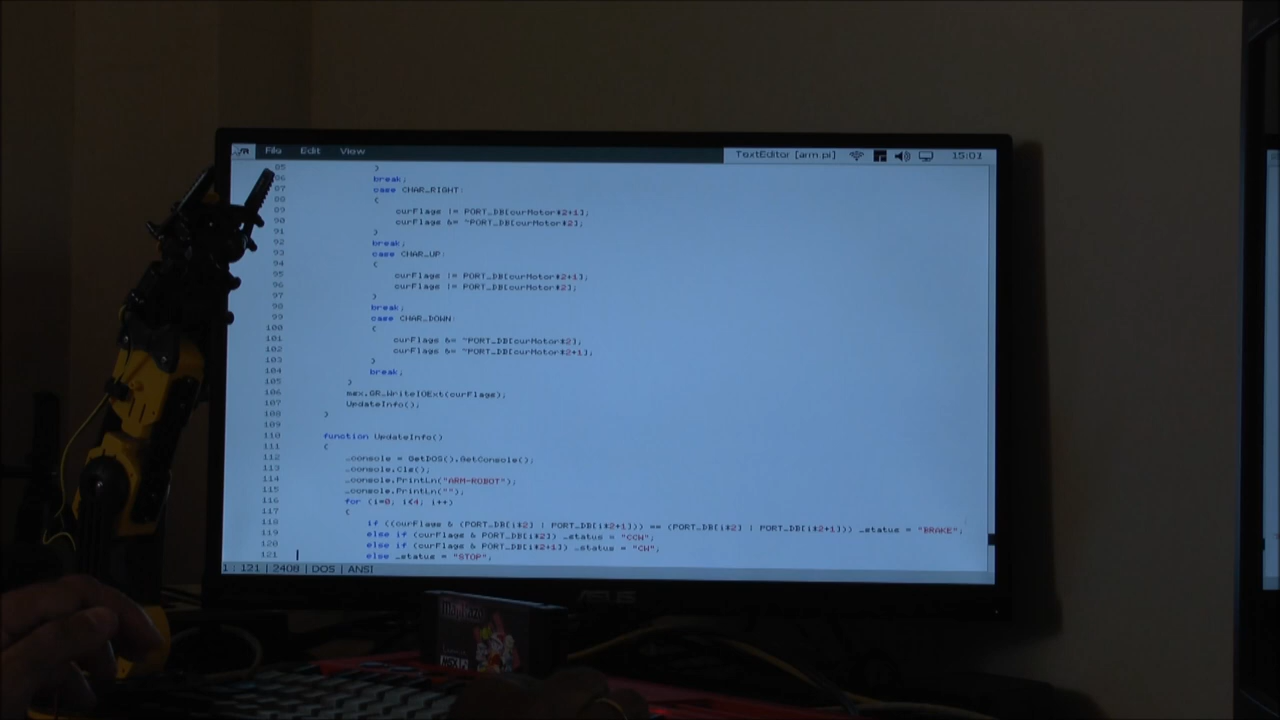 File Edit View TextEditor [arm.pi] 15:01
85 }
86 break;
87 case CHAR_RIGHT:
88 {
89 curFlags |= PORT_DB[curMotor*2+1];
90 curFlags &= ~PORT_DB[curMotor*2];
91 }
92 break;
93 case CHAR_UP:
94 {
95 curFlags |= PORT_DB[curMotor*2+1];
96 curFlags |= PORT_DB[curMotor*2];
97 }
98 break;
99 case CHAR_DOWN:
100 {
101 curFlags &= ~PORT_DB[curMotor*2];
102 curFlags &= ~PORT_DB[curMotor*2+1];
103 }
104 break;
105 }
106 msx.GR_WriteIOExt(curFlags);
107 UpdateInfo();
108 }
109
110 function UpdateInfo()
111 {
112 _console = GetDOS().GetConsole();
113 _console.Cls();
114 _console.PrintLn("ARM-ROBOT");
115 _console.PrintLn("");
116 for (i=0; i<4; i++)
117 {
118 if ((curFlags & (PORT_DB[i*2] | PORT_DB[i*2+1])) == (PORT_DB[i*2] | PORT_DB[i*2+1])) _status = "BRAKE";
119 else if (curFlags & PORT_DB[i*2]) _status = "CCW";
120 else if (curFlags & PORT_DB[i*2+1]) _status = "CW";
121 else _status = "STOP";
1 : 121 | 2408 | DOS | ANSI
ASUS
MSX